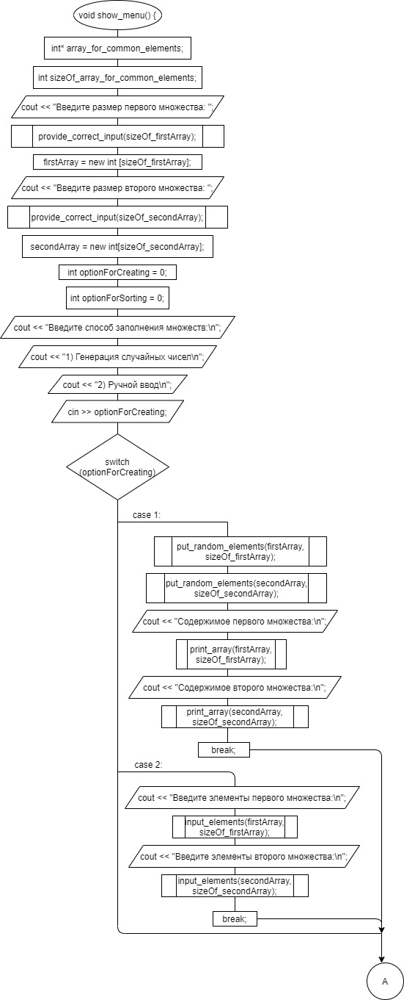 void show_menu() {
int* array_for_common_elements;
int sizeOf_array_for_common_elements;
cout << "Введите размер первого множества: ";
provide_correct_input(sizeOf_firstArray);
firstArray = new int [sizeOf_firstArray];
cout << "Введите размер второго множества: ";
provide_correct_input(sizeOf_secondArray);
secondArray = new int[sizeOf_secondArray];
int optionForCreating = 0;
int optionForSorting = 0;
cout << "Введите способ заполнения множеств:\n";
cout << "1) Генерация случайных чисел\n";
cout << "2) Ручной ввод\n";
cin >> optionForCreating;
switch
(optionForCreating)
case 1:
put_random_elements(firstArray,
sizeOf_firstArray);
put_random_elements(secondArray,
sizeOf_secondArray);
cout << "Содержимое первого множества:\n";
print_array(firstArray,
sizeOf_firstArray);
cout << "Содержимое второго множества:\n";
print_array(secondArray,
sizeOf_secondArray);
break;
case 2:
cout << "Введите элементы первого множества:\n";
input_elements(firstArray,
sizeOf_firstArray);
cout << "Введите элементы второго множества:\n";
input_elements(secondArray,
sizeOf_secondArray);
break;
A